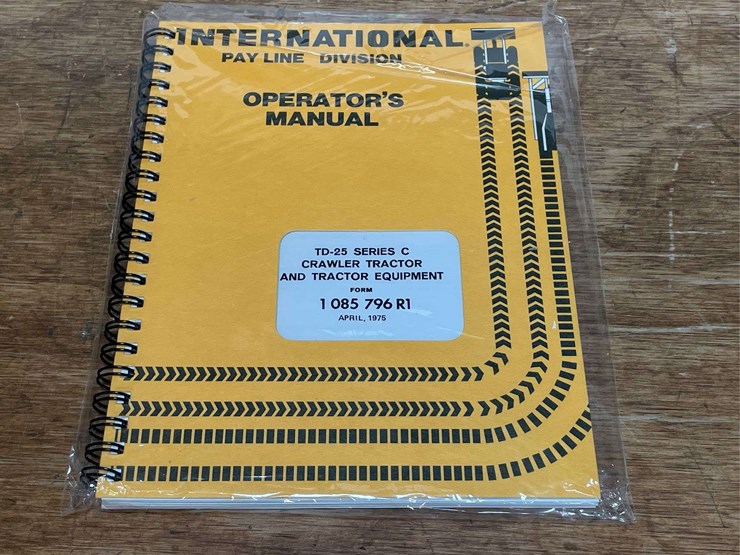 INTERNATIONAL®
PAY LINE DIVISION
OPERATOR'S
MANUAL
TD-25 SERIES C
CRAWLER TRACTOR
AND TRACTOR EQUIPMENT
FORM
1 085 796 R1
APRIL, 1975